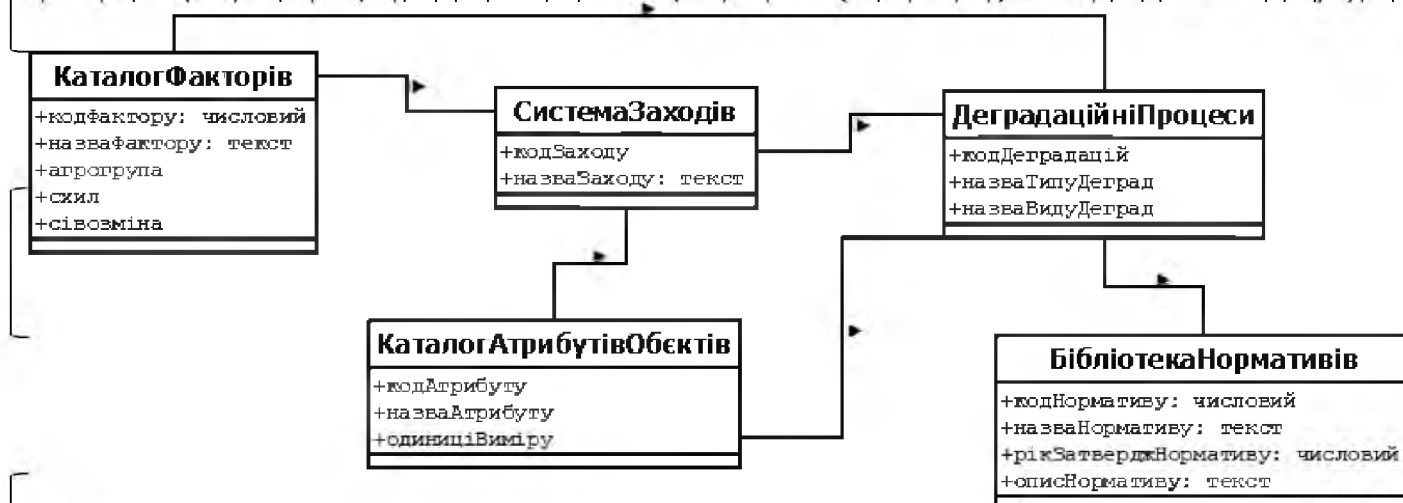 КаталогФакторів
+кодФактору: числовий
+назваФактору: текст
+агрогрупа
+схил
+сівозміна
СистемаЗаходів
+кодЗаходу
+назваЗаходу: текст
ДеградаційніПроцеси
+кодДеградацій
+назваТипуДеград
+назваВидуДеград
КаталогАтрибутівОбєктів
+кодАтрибуту
+назваАтрибуту
+одиниціВиміру
БібліотекаНормативів
+кодНормативу: числовий
+назваНормативу: текст
+рікЗатверджНормативу: числовий
+описНормативу: текст